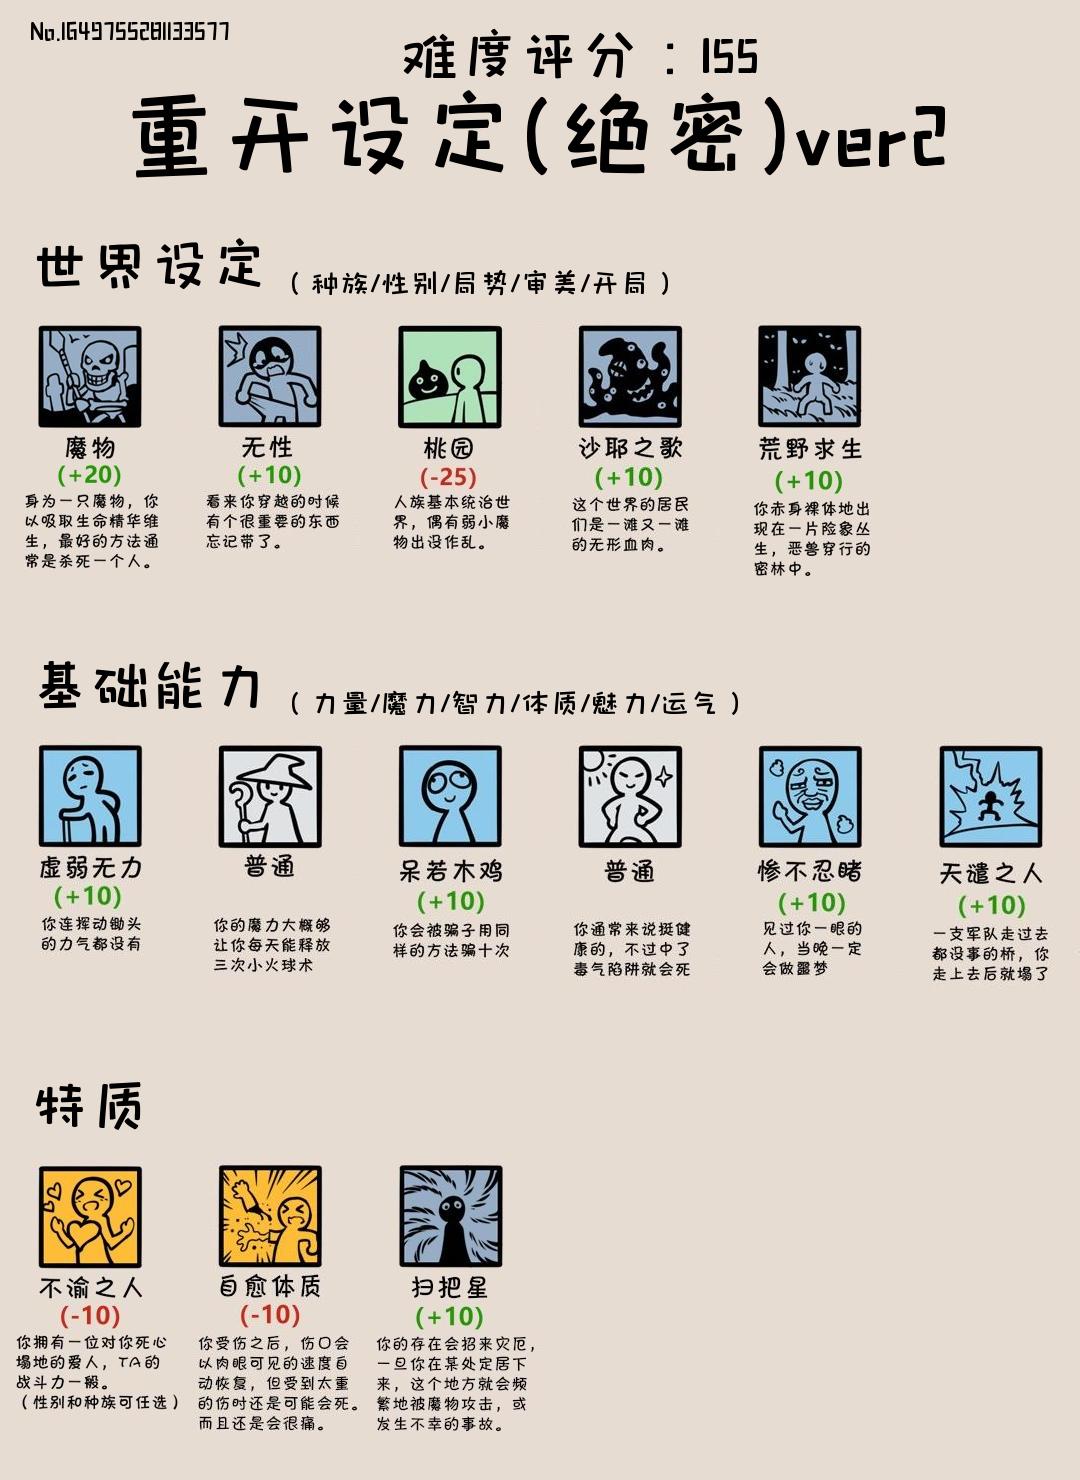 No.1649755281133577
难度评分：155
重开设定(绝密)ver2
世界设定（种族/性别/局势/审美/开局）
魔物
(+20)
身为一只魔物，你
以吸取生命精华维
生，最好的方法通
常是杀死一个人。
无性
(+10)
看来你穿越的时候
有个很重要的东西
忘记带了。
桃园
(-25)
人族基本统治世
界，偶有弱小魔
物出没作乱。
沙耶之歌
(+10)
这个世界的居民
们是一滩又一滩
的无形血肉。
荒野求生
(+10)
你赤身裸体地出
现在一片险象丛
生，恶兽穿行的
密林中。
基础能力（力量/魔力/智力/体质/魅力/运气）
虚弱无力
(+10)
你连挥动锄头
的力气都没有
普通
你的魔力大概够
让你每天能释放
三次小火球术
呆若木鸡
(+10)
你会被骗子用同
样的方法骗十次
普通
你通常来说挺健
康的，不过中了
毒气陷阱就会死
惨不忍睹
(+10)
见过你一眼的
人，当晚一定
会做噩梦
天谴之人
(+10)
一支军队走过去
都没事的桥，你
走上去后就塌了
特质
不渝之人
(-10)
你拥有一位对你死心
塌地的爱人，TA的
战斗力一般。
（性别和种族可任选）
自愈体质
(-10)
你受伤之后，伤口会
以肉眼可见的速度自
动恢复，但受到太重
的伤时还是可能会死。
而且还是会很痛。
扫把星
(+10)
你的存在会招来灾厄，
一旦你在某处定居下
来，这个地方就会频
繁地被魔物攻击，或
发生不幸的事故。